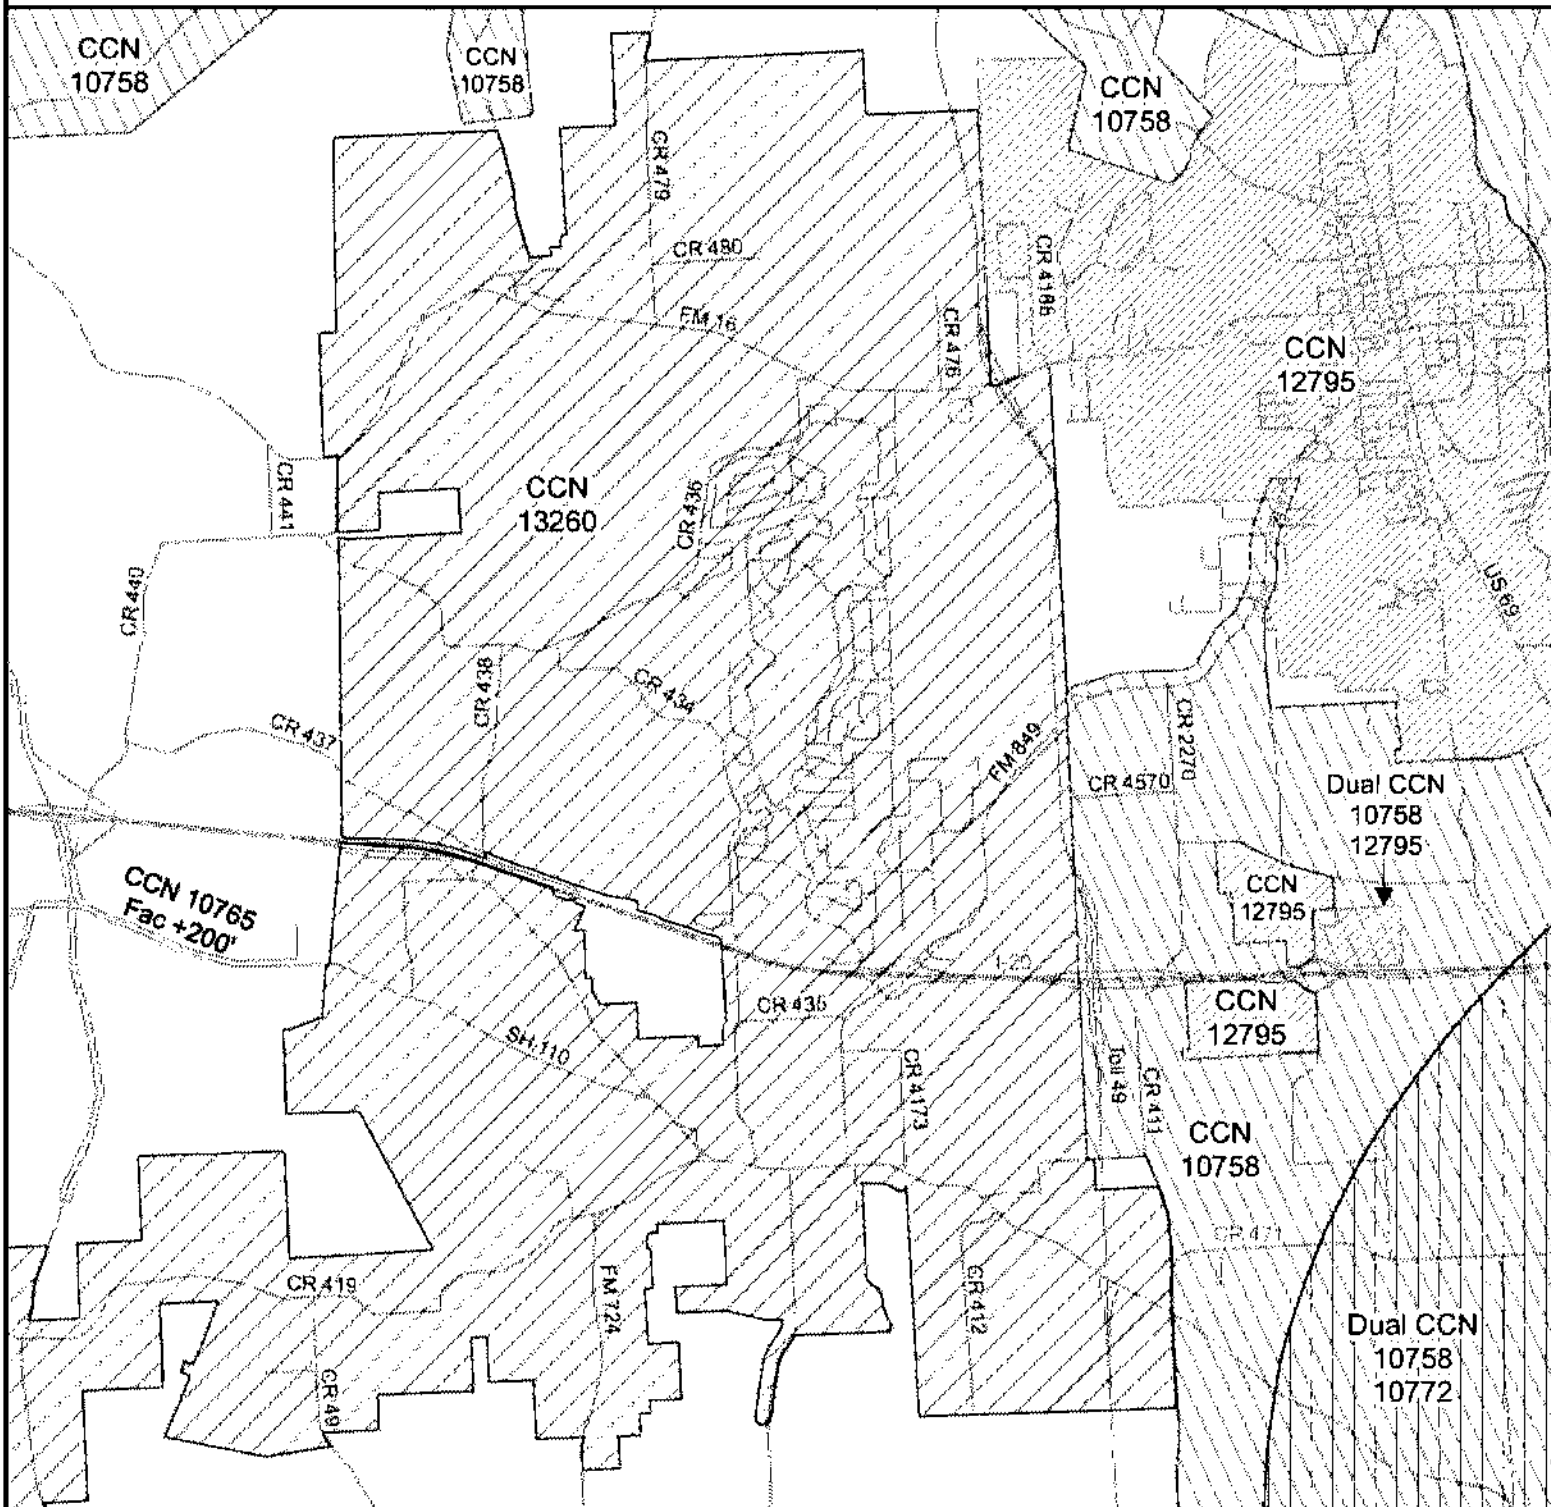 CCN
10758
CCN
10758
CCN
10758
CR 479
CR 480
CR 4186
FM 16
CR 476
CCN
12795
CR 441
CCN
13260
CR 436
CR 440
US 69
CR 438
CR 434
CR 437
CR 2270
FM 849
CR 4570
Dual CCN
10758
12795
CCN 10765
Fac +200'
CCN
12795
I-20
CR 435
CCN
12795
SH 110
CR 4173
Toll 49
CR 411
CCN
10758
CR 471
CR 419
FM 724
CR 412
Dual CCN
10758
10772